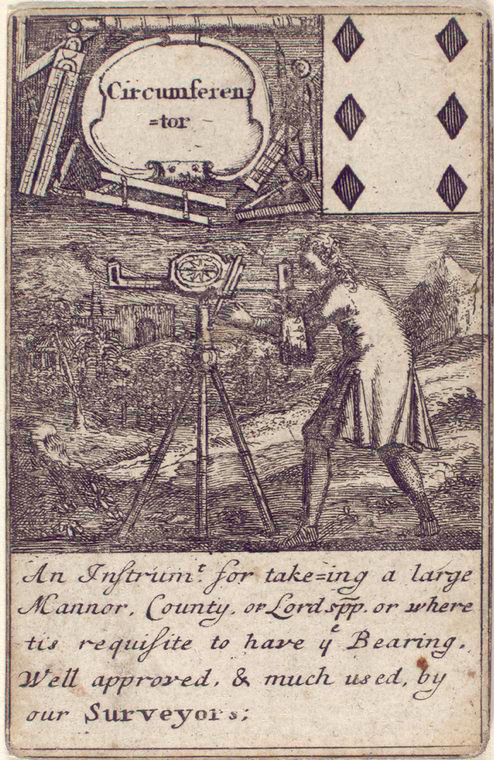 Circumferen=
=tor
An Inſtrum.ᵗ for take=ing a large
Mannor, County, or Lordspp̄. or where
tis requiſite to have yᵉ Bearing,
Well approved, & much used, by
our Surveyors;